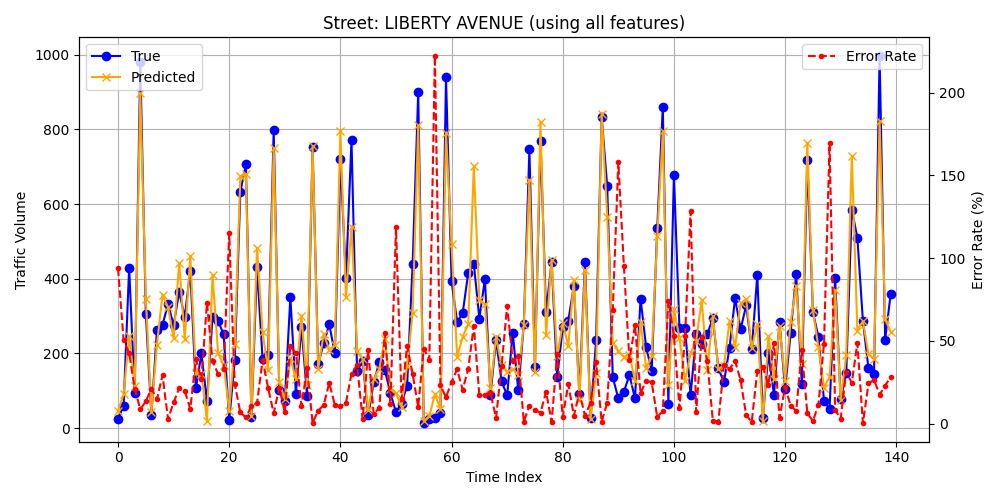 Street: LIBERTY AVENUE (using all features)
True
Predicted
Error Rate
1000
800
600
400
200
0
Traffic Volume
200
150
100
50
0
Error Rate (%)
0 20 40 60 80 100 120 140
Time Index